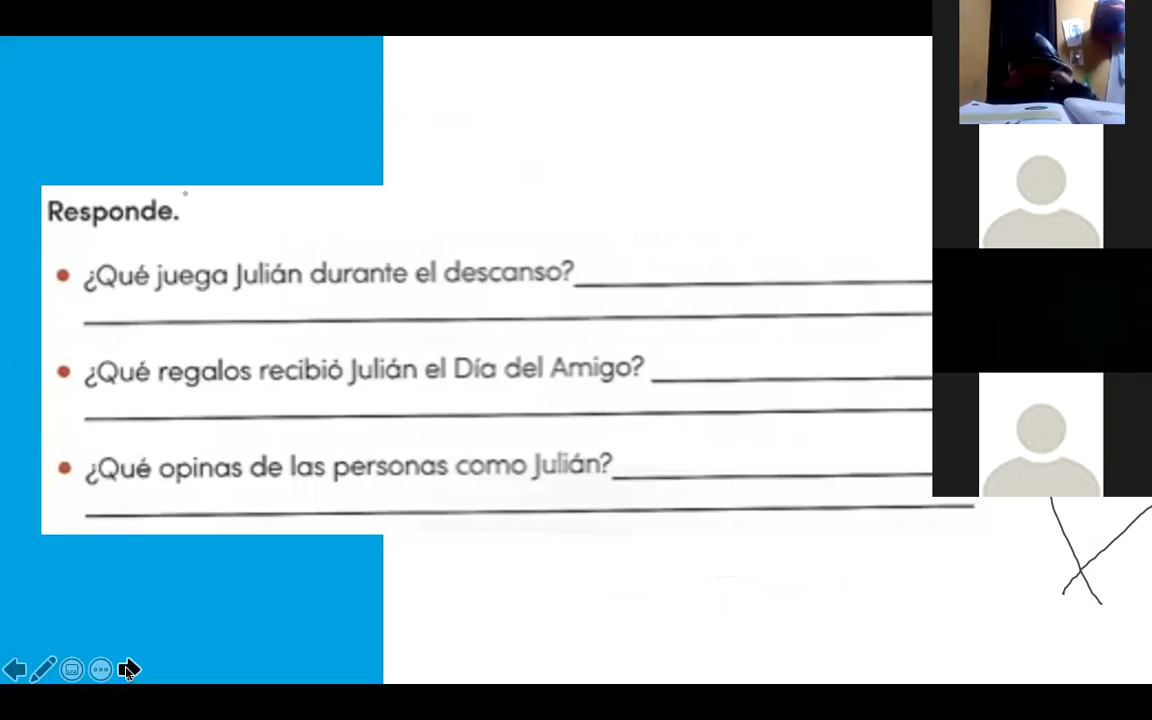 Responde.
¿Qué juega Julián durante el descanso?
¿Qué regalos recibió Julián el Día del Amigo?
¿Qué opinas de las personas como Julián?